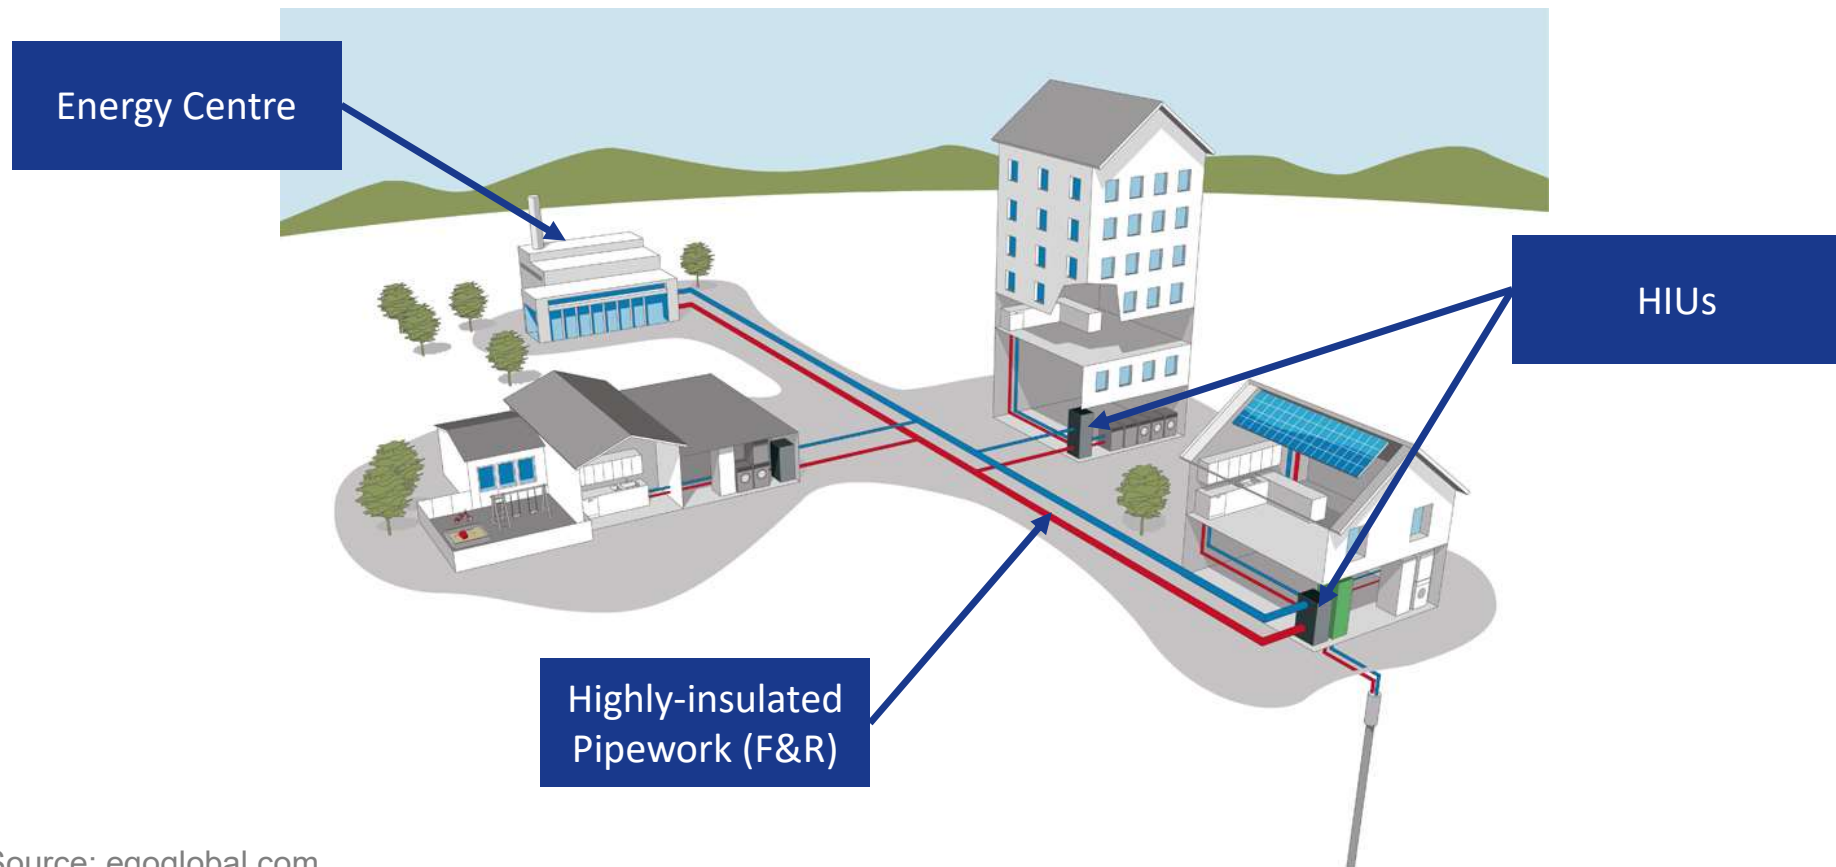 Energy Centre
HIUs
Highly-insulated
Pipework (F&R)
Source: egoglobal.com